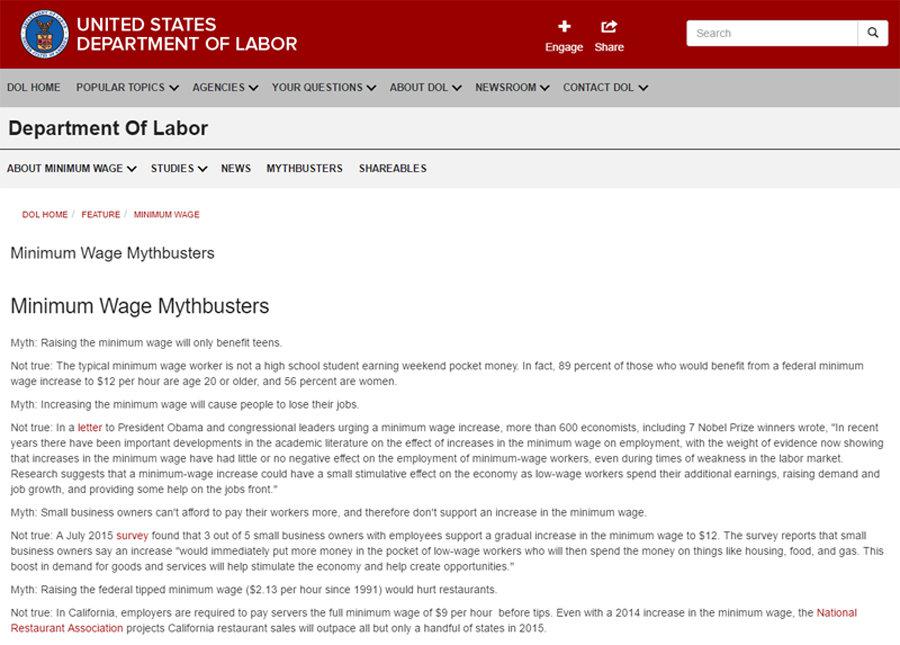 UNITED STATES
DEPARTMENT OF LABOR
Engage
Share
Search
DOL HOME POPULAR TOPICS AGENCIES YOUR QUESTIONS ABOUT DOL NEWSROOM CONTACT DOL
Department Of Labor
ABOUT MINIMUM WAGE STUDIES NEWS MYTHBUSTERS SHAREABLES
DOL HOME / FEATURE / MINIMUM WAGE
Minimum Wage Mythbusters
Minimum Wage Mythbusters
Myth: Raising the minimum wage will only benefit teens.
Not true: The typical minimum wage worker is not a high school student earning weekend pocket money. In fact, 89 percent of those who would benefit from a federal minimum
wage increase to $12 per hour are age 20 or older, and 56 percent are women.
Myth: Increasing the minimum wage will cause people to lose their jobs.
Not true: In a letter to President Obama and congressional leaders urging a minimum wage increase, more than 600 economists, including 7 Nobel Prize winners wrote, "In recent
years there have been important developments in the academic literature on the effect of increases in the minimum wage on employment, with the weight of evidence now showing
that increases in the minimum wage have had little or no negative effect on the employment of minimum-wage workers, even during times of weakness in the labor market.
Research suggests that a minimum-wage increase could have a small stimulative effect on the economy as low-wage workers spend their additional earnings, raising demand and
job growth, and providing some help on the jobs front."
Myth: Small business owners can't afford to pay their workers more, and therefore don't support an increase in the minimum wage.
Not true: A July 2015 survey found that 3 out of 5 small business owners with employees support a gradual increase in the minimum wage to $12. The survey reports that small
business owners say an increase "would immediately put more money in the pocket of low-wage workers who will then spend the money on things like housing, food, and gas. This
boost in demand for goods and services will help stimulate the economy and help create opportunities."
Myth: Raising the federal tipped minimum wage ($2.13 per hour since 1991) would hurt restaurants.
Not true: In California, employers are required to pay servers the full minimum wage of $9 per hour before tips. Even with a 2014 increase in the minimum wage, the National
Restaurant Association projects California restaurant sales will outpace all but only a handful of states in 2015.